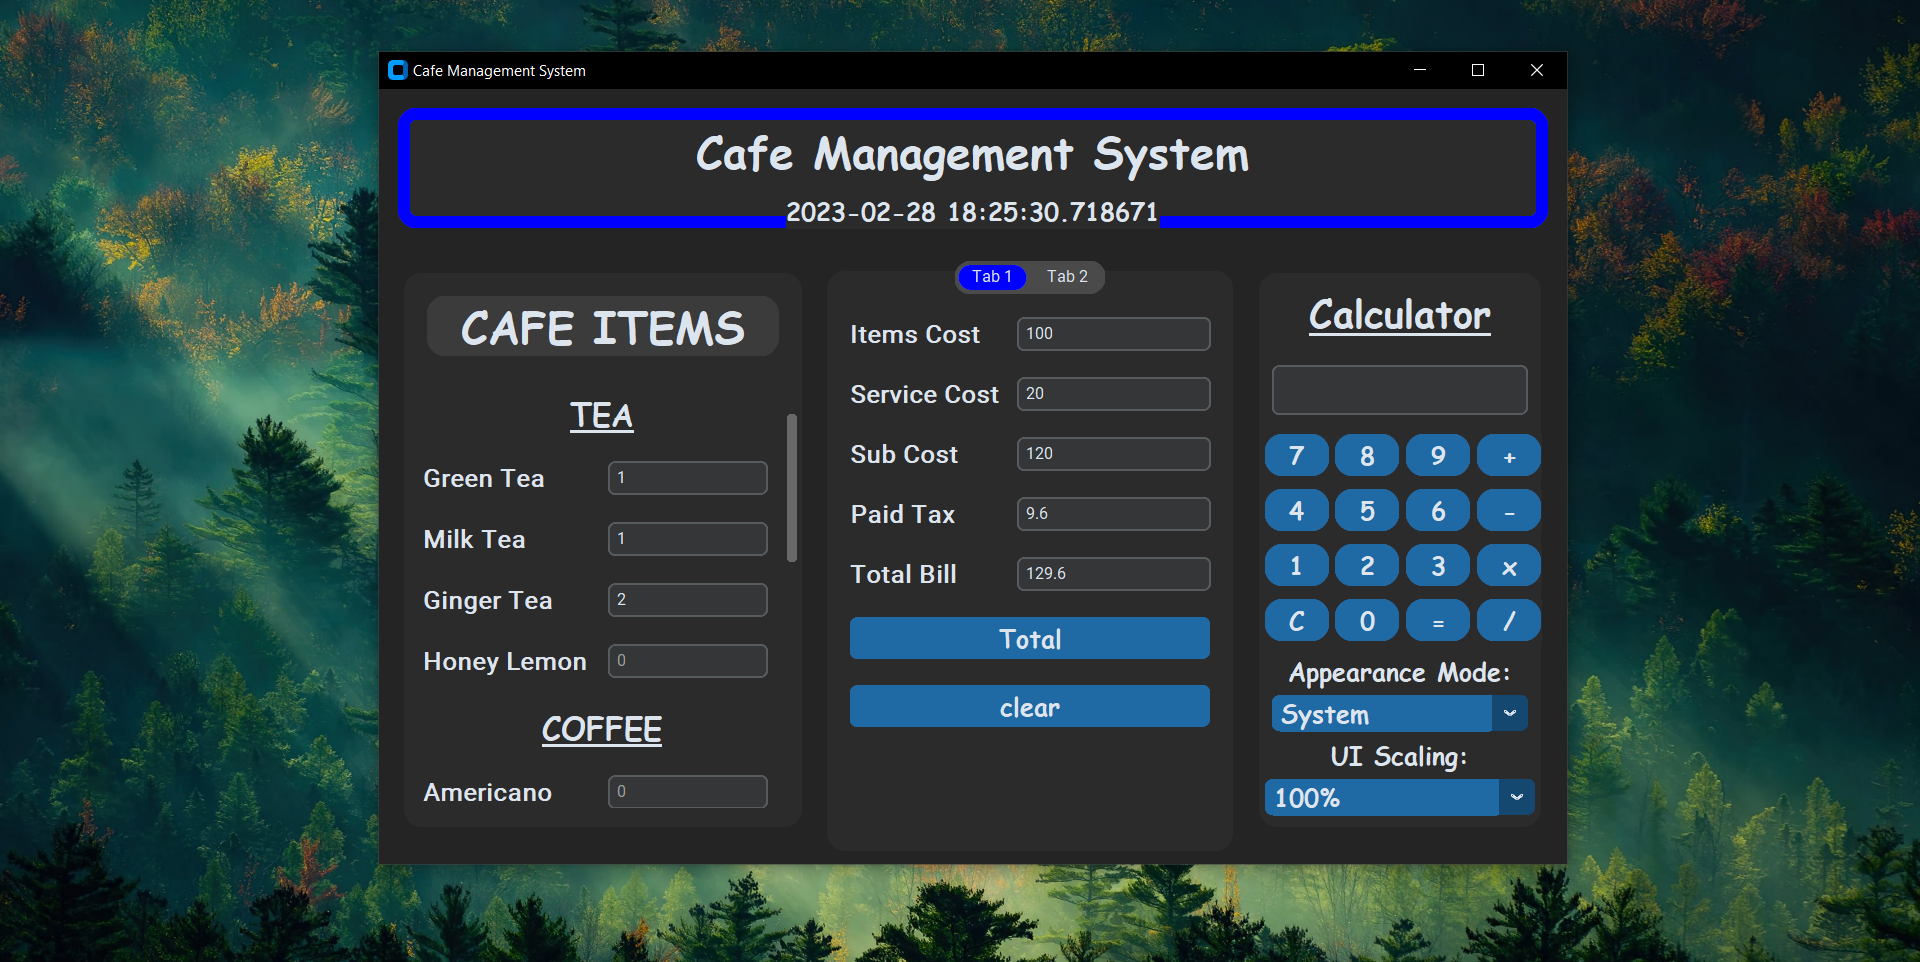 Cafe Management System
Cafe Management System
2023-02-28 18:25:30.718671
CAFE ITEMS
TEA
Green Tea 1
Milk Tea 1
Ginger Tea 2
Honey Lemon 0
COFFEE
Americano 0
Tab 1 Tab 2
Items Cost 100
Service Cost 20
Sub Cost 120
Paid Tax 9.6
Total Bill 129.6
Total
clear
Calculator
7 8 9 +
4 5 6 -
1 2 3 x
C 0 = /
Appearance Mode:
System
UI Scaling:
100%